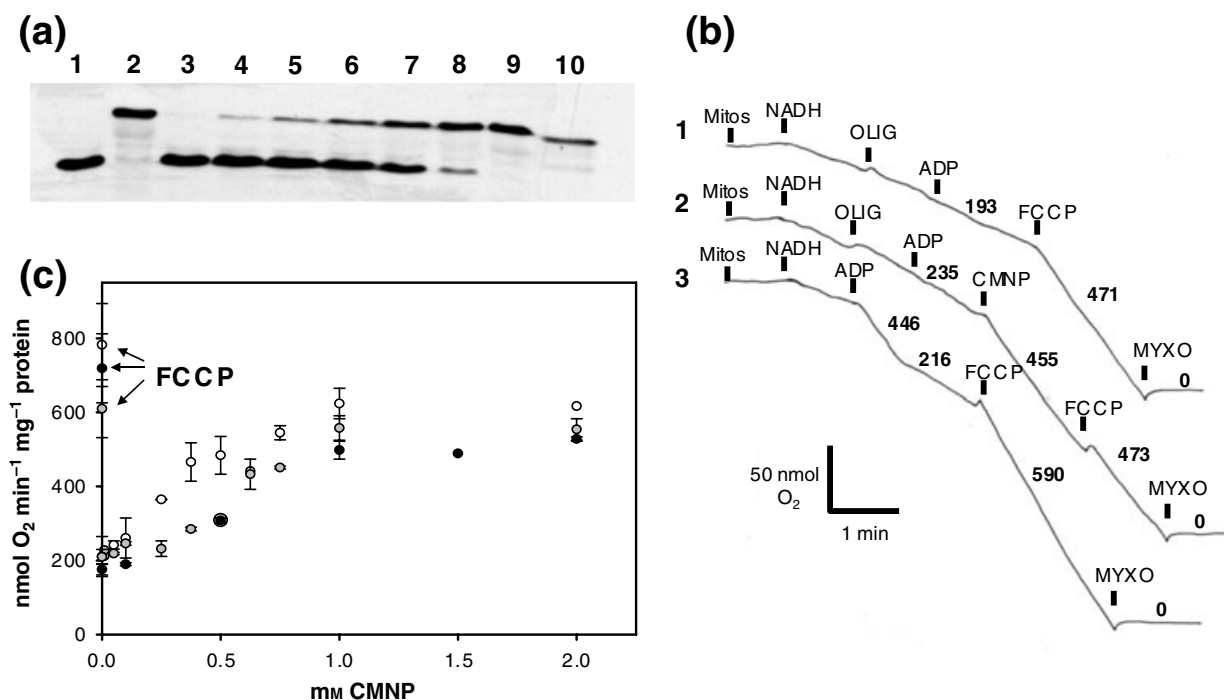 (a)
1 2 3 4 5 6 7 8 9 10
(b)
1 Mitos NADH OLIG ADP 193 FCCP 471 MYXO 0
2 Mitos NADH OLIG ADP 235 CMNP 455 FCCP 473 MYXO 0
3 Mitos NADH ADP 446 216 FCCP 590 MYXO 0
50 nmol
O2
1 min
(c)
nmol O2 min–1 mg–1 protein
800
600
400
200
0
FCCP
0.0 0.5 1.0 1.5 2.0
mM CMNP